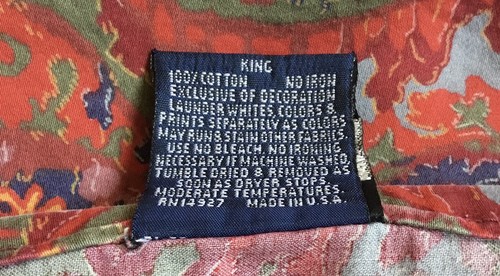 KING
100% COTTON NO IRON
EXCLUSIVE OF DECORATION
LAUNDER WHITES, COLORS &
PRINTS SEPARATELY AS COLORS
MAY RUN & STAIN OTHER FABRICS.
USE NO BLEACH. NO IRONING
NECESSARY IF MACHINE WASHED,
TUMBLE DRIED & REMOVED AS
SOON AS DRYER STOPS.
MODERATE TEMPERATURES.
RN14927 MADE IN U.S.A.